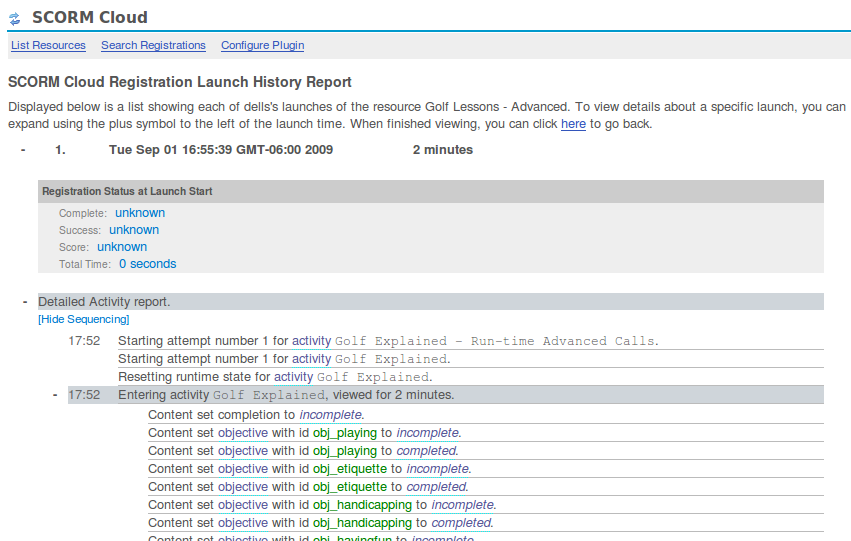 SCORM Cloud
List Resources Search Registrations Configure Plugin
SCORM Cloud Registration Launch History Report
Displayed below is a list showing each of dells's launches of the resource Golf Lessons - Advanced. To view details about a specific launch, you can
expand using the plus symbol to the left of the launch time. When finished viewing, you can click here to go back.
- 1. Tue Sep 01 16:55:39 GMT-06:00 2009 2 minutes
Registration Status at Launch Start
Complete: unknown
Success: unknown
Score: unknown
Total Time: 0 seconds
- Detailed Activity report.
[Hide Sequencing]
17:52 Starting attempt number 1 for activity Golf Explained - Run-time Advanced Calls.
Starting attempt number 1 for activity Golf Explained.
Resetting runtime state for activity Golf Explained.
- 17:52 Entering activity Golf Explained, viewed for 2 minutes.
Content set completion to incomplete.
Content set objective with id obj_playing to incomplete.
Content set objective with id obj_playing to completed.
Content set objective with id obj_etiquette to incomplete.
Content set objective with id obj_etiquette to completed.
Content set objective with id obj_handicapping to incomplete.
Content set objective with id obj_handicapping to completed.
Content set objective with id obj_havingfun to incomplete.